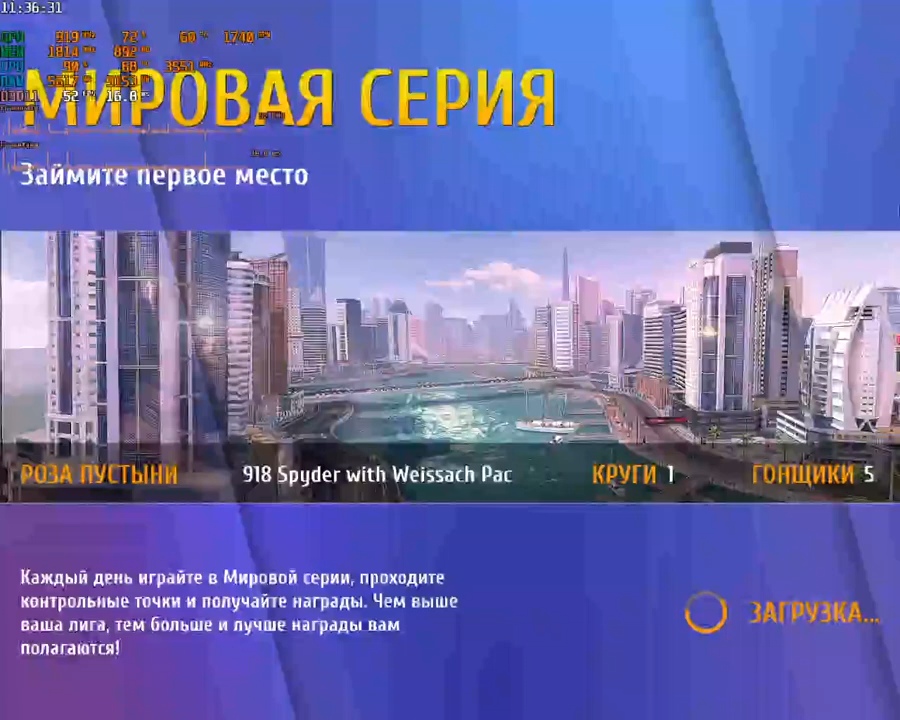 11:36:31
МИРОВАЯ СЕРИЯ
Займите первое место
РОЗА ПУСТЫНИ 918 Spyder with Weissach Pac КРУГИ 1 ГОНЩИКИ 5
Каждый день играйте в Мировой серии, проходите
контрольные точки и получайте награды. Чем выше
ваша лига, тем больше и лучше награды вам
полагаются!
ЗАГРУЗКА...